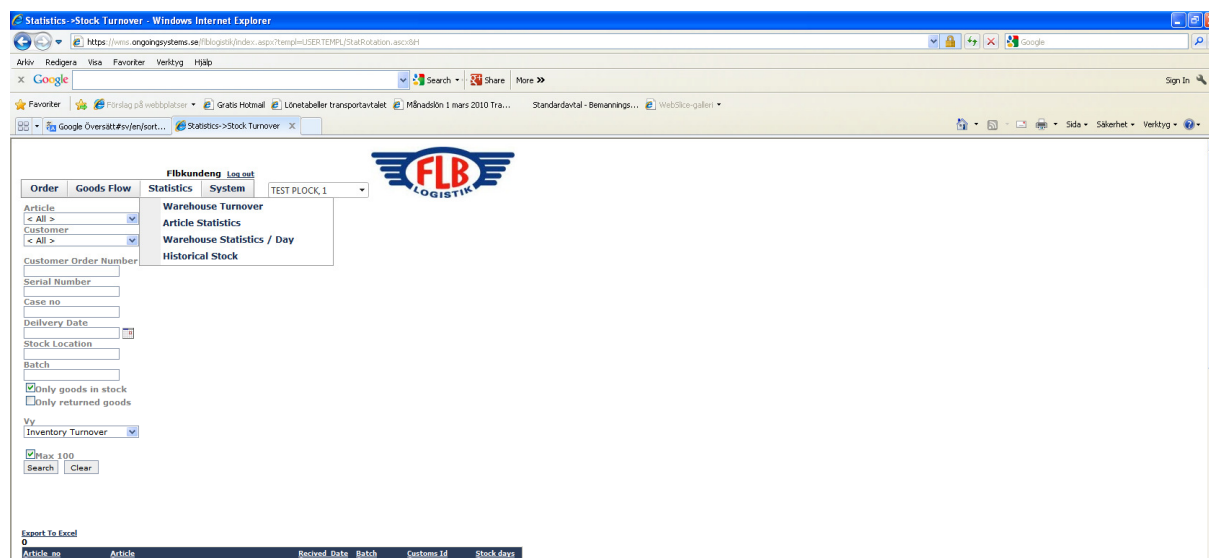 Statistics->Stock Turnover - Windows Internet Explorer
https://wms.ongoingsystems.se/flblogistik/index.aspx?templ=USERTEMPL/StatRotation.ascx&H
Google
Arkiv Redigera Visa Favoriter Verktyg Hjälp
x Google Search Share More »
Sign In
Favoriter Förslag på webbplatser Gratis Hotmail Lönetabeller transportavtalet Månadslön 1 mars 2010 Tra... Standardavtal - Bemannings... WebSlice-galleri
Google Översätt#sv/en/sort... Statistics->Stock Turnover X
Sida Säkerhet Verktyg
FLB
LOGISTIK
Flbkundeng Log out
Order Goods Flow Statistics System TEST PLOCK, 1
Warehouse Turnover
Article Statistics
Warehouse Statistics / Day
Historical Stock
Article
< All >
Customer
< All >
Customer Order Number
Serial Number
Case no
Deilvery Date
Stock Location
Batch
Only goods in stock
Only returned goods
Vy
Inventory Turnover
Max 100
Search Clear
Export To Excel
0
Article no Article Recived Date Batch Customs Id Stock days